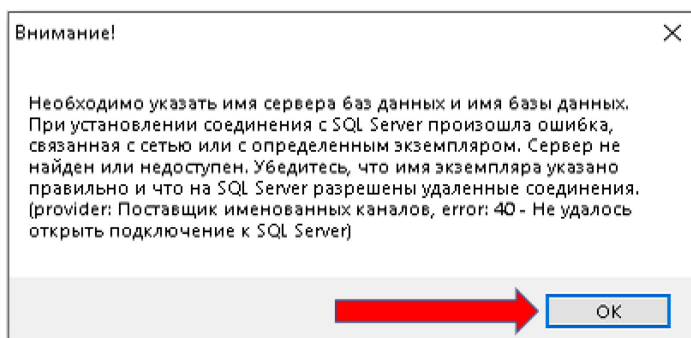 Внимание!
Необходимо указать имя сервера баз данных и имя базы данных.
При установлении соединения с SQL Server произошла ошибка,
связанная с сетью или с определенным экземпляром. Сервер не
найден или недоступен. Убедитесь, что имя экземпляра указано
правильно и что на SQL Server разрешены удаленные соединения.
(provider: Поставщик именованных каналов, error: 40 - Не удалось
открыть подключение к SQL Server)
OK